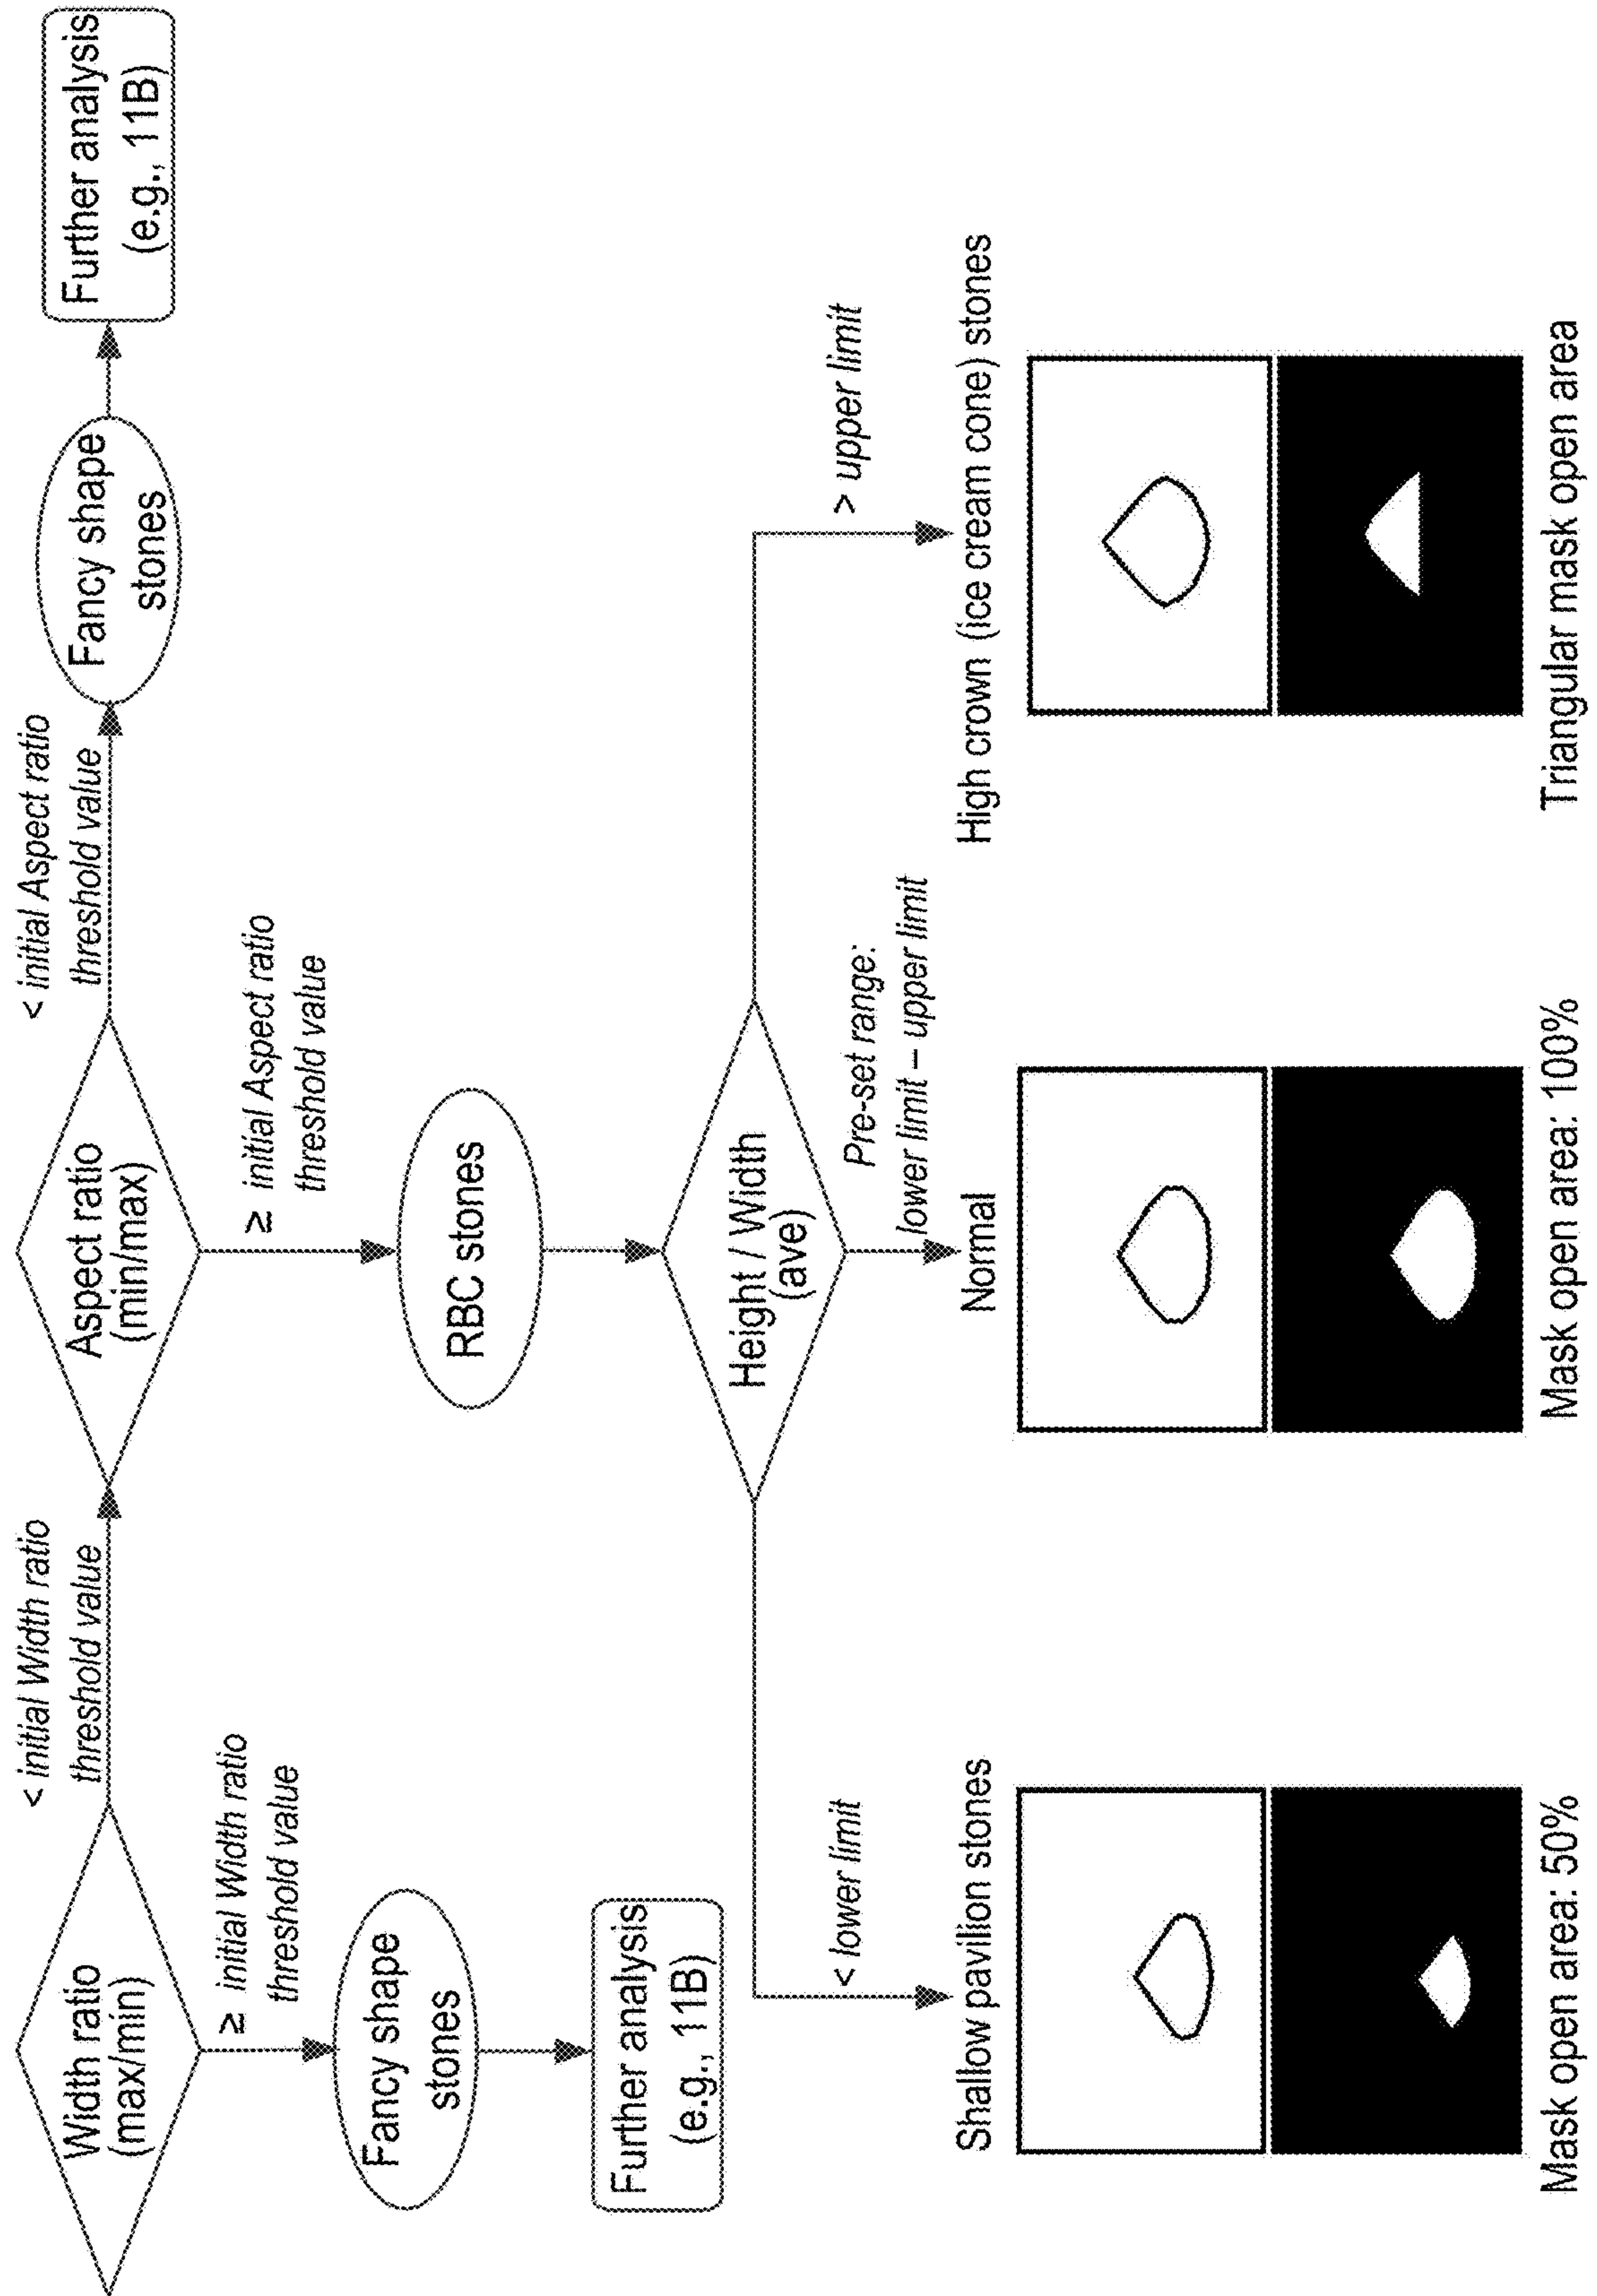 Width ratio
(max/min)
< initial Width ratio
threshold value
Aspect ratio
(min/max)
< initial Aspect ratio
threshold value
Fancy shape
stones
Further analysis
(e.g., 11B)
≥ initial Width ratio
threshold value
Fancy shape
stones
Further analysis
(e.g., 11B)
≥ initial Aspect ratio
threshold value
RBC stones
Height / Width
(ave)
< lower limit
Pre-set range:
lower limit – upper limit
> upper limit
Shallow pavilion stones
Normal
High crown (ice cream cone) stones
Mask open area: 50%
Mask open area: 100%
Triangular mask open area